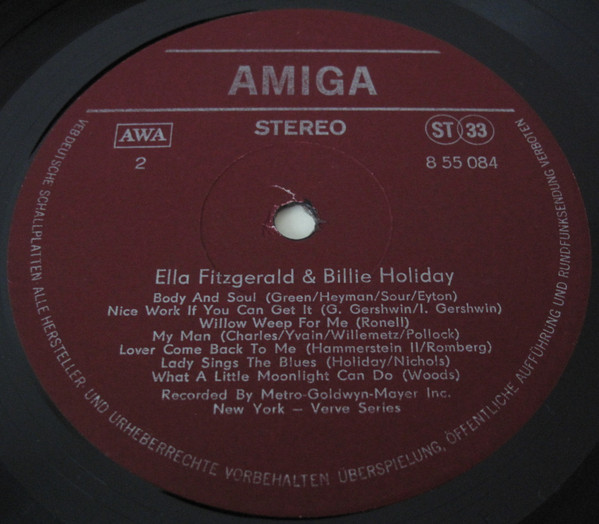 AMIGA
AWA
STEREO
ST 33
2
8 55 084
Ella Fitzgerald & Billie Holiday
Body And Soul (Green/Heyman/Sour/Eyton)
Nice Work If You Can Get It (G. Gershwin/I. Gershwin)
Willow Weep For Me (Ronell)
My Man (Charles/Yvain/Willemetz/Pollock)
Lover Come Back To Me (Hammerstein II/Romberg)
Lady Sings The Blues (Holiday/Nichols)
What A Little Moonlight Can Do (Woods)
Recorded By Metro-Goldwyn-Mayer Inc.
New York – Verve Series
VEB DEUTSCHE SCHALLPLATTEN ALLE HERSTELLER- UND URHEBERRECHTE VORBEHALTEN ÜBERSPIELUNG, ÖFFENTLICHE AUFFÜHRUNG UND RUNDFUNKSENDUNG VERBOTEN